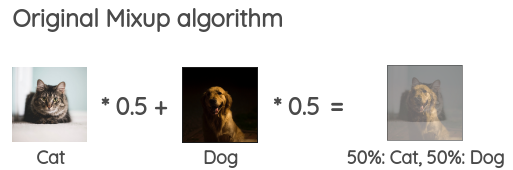 Original Mixup algorithm
* 0.5 + * 0.5 =
Cat Dog 50%: Cat, 50%: Dog